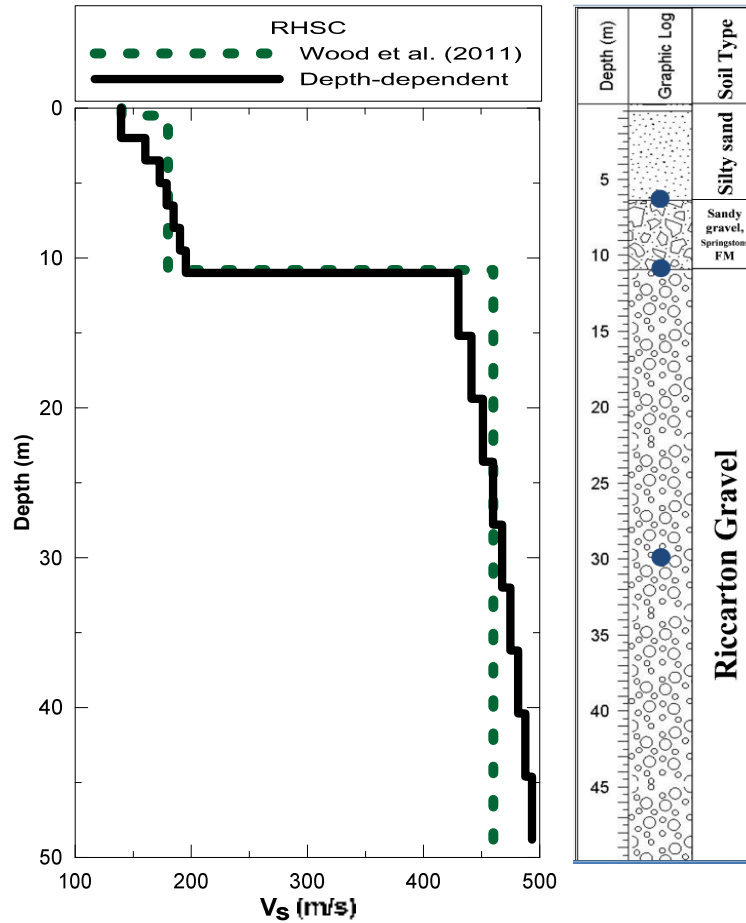 RHSC
Wood et al. (2011)
Depth-dependent
0
10
20
30
40
50
Depth (m)
100
200
300
400
500
Vs (m/s)
Depth (m)
Graphic Log
Soil Type
5
10
15
20
25
30
35
40
45
Silty sand
Sandy
gravel,
Springston
FM
Riccarton Gravel